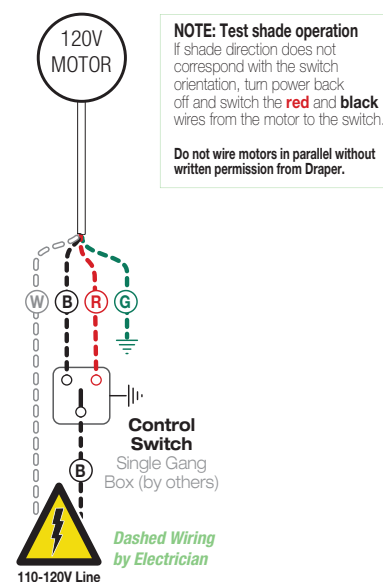 120V
MOTOR
NOTE: Test shade operation
If shade direction does not
correspond with the switch
orientation, turn power back
off and switch the red and black
wires from the motor to the switch.
Do not wire motors in parallel without
written permission from Draper.
W B R G
Control
Switch
Single Gang
Box (by others)
B
Dashed Wiring
by Electrician
110-120V Line